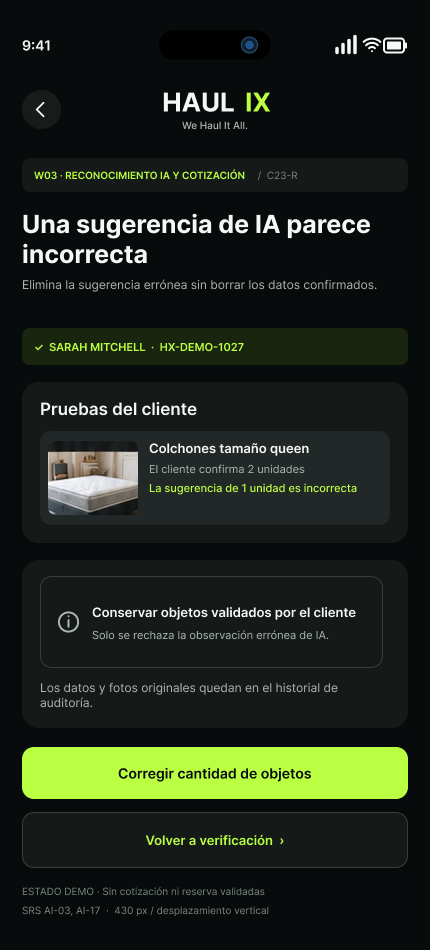 9:41
HAUL IX
We Haul It All.
W03 · RECONOCIMIENTO IA Y COTIZACIÓN / C23-R
Una sugerencia de IA parece
incorrecta
Elimina la sugerencia errónea sin borrar los datos confirmados.
✓ SARAH MITCHELL · HX-DEMO-1027
Pruebas del cliente
Colchones tamaño queen
El cliente confirma 2 unidades
La sugerencia de 1 unidad es incorrecta
Conservar objetos validados por el cliente
Solo se rechaza la observación errónea de IA.
Los datos y fotos originales quedan en el historial de
auditoría.
Corregir cantidad de objetos
Volver a verificación ›
ESTADO DEMO · Sin cotización ni reserva validadas
SRS AI-03, AI-17 · 430 px / desplazamiento vertical